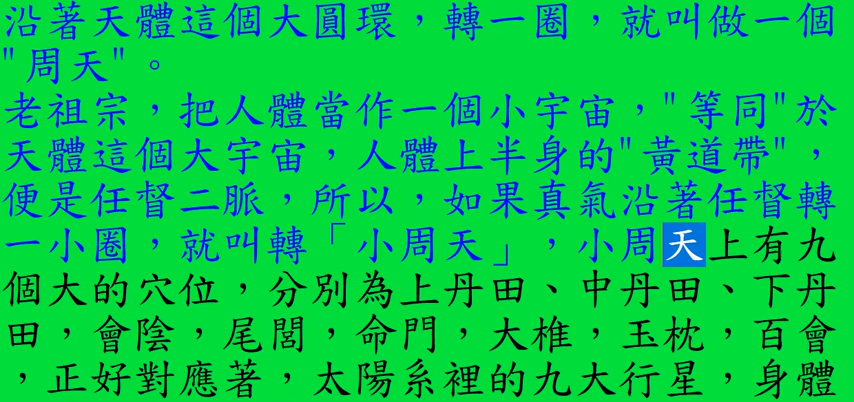 沿著天體這個大圓環，轉一圈，就叫做一個
"周天"。
老祖宗，把人體當作一個小宇宙，"等同"於
天體這個大宇宙，人體上半身的"黃道帶"，
便是任督二脈，所以，如果真氣沿著任督轉
一小圈，就叫轉「小周天」，小周天上有九
個大的穴位，分別為上丹田、中丹田、下丹
田，會陰，尾閭，命門，大椎，玉枕，百會
，正好對應著，太陽系裡的九大行星，身體